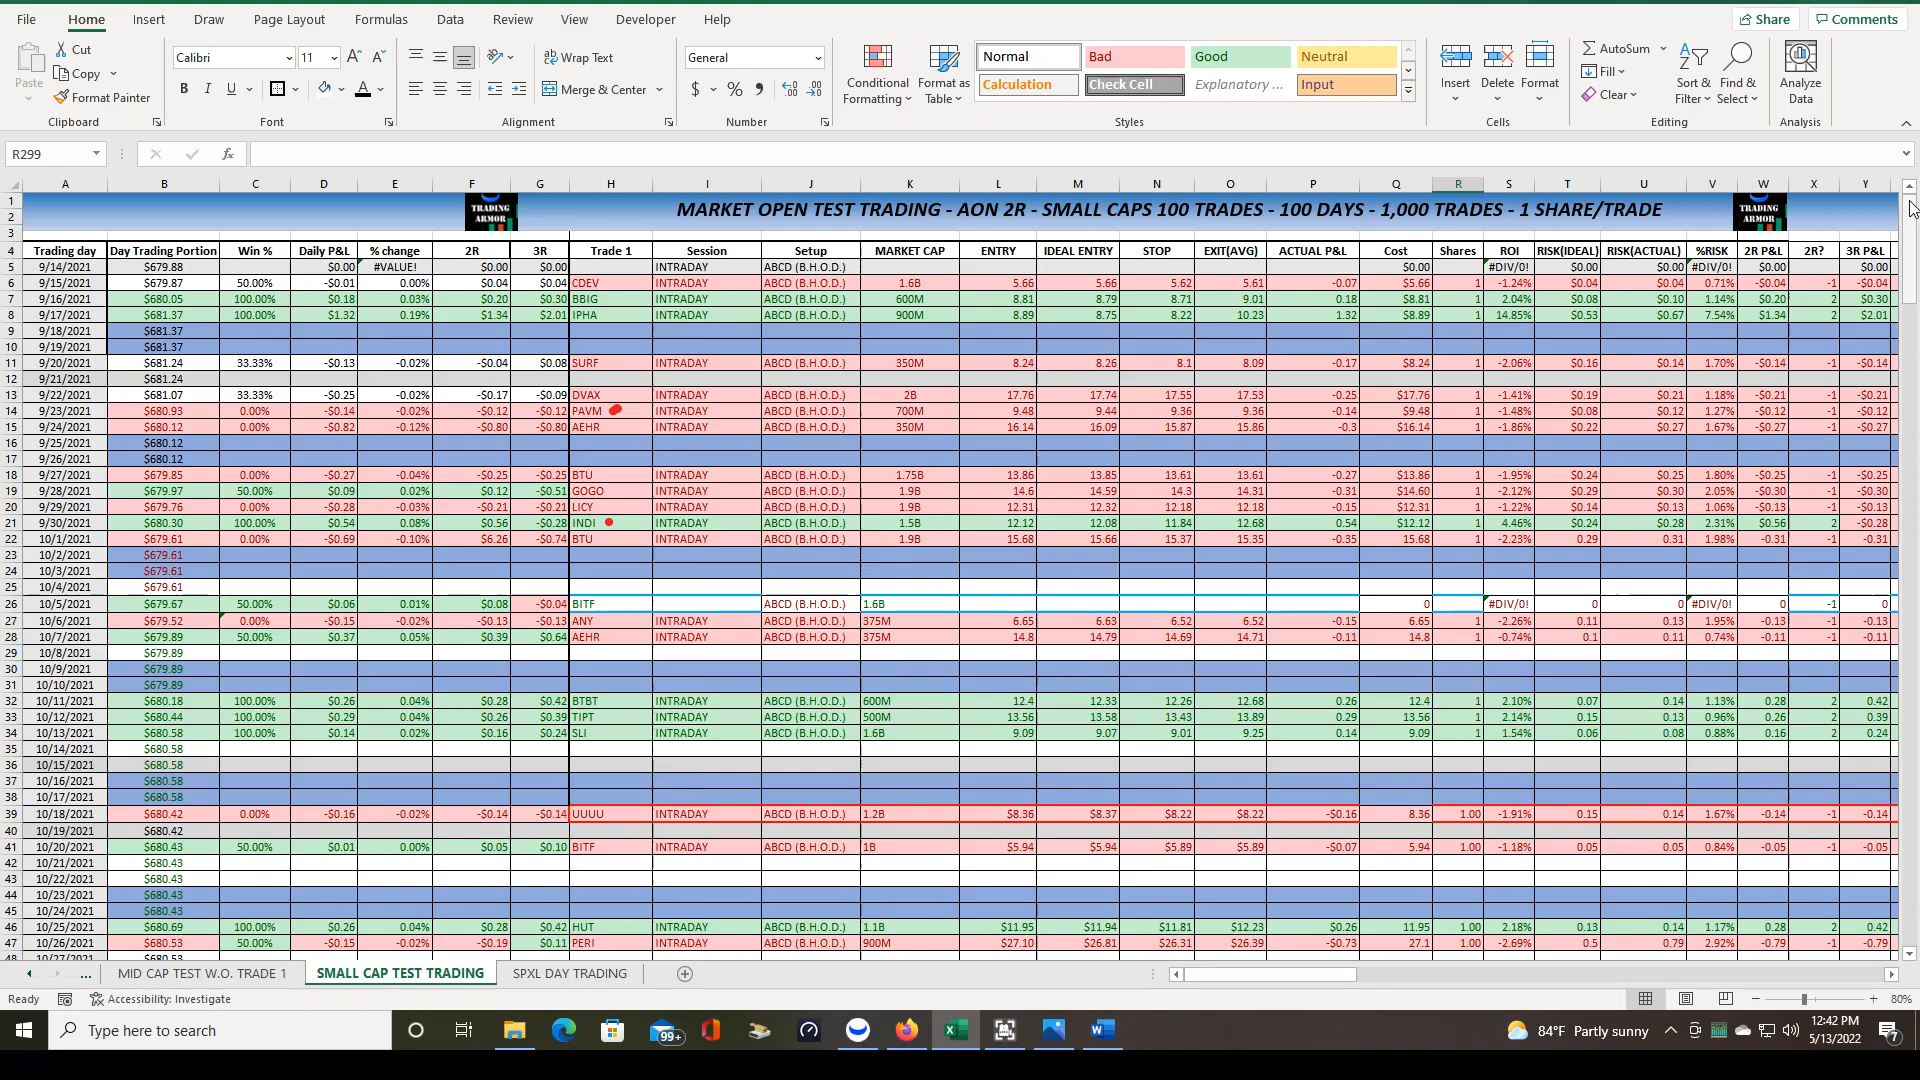 File Home Insert Draw Page Layout Formulas Data Review View Developer Help Share Comments
Paste Cut Copy Format Painter Clipboard
Calibri 11 B I U Font
Wrap Text Merge & Center Alignment
General $ % Number
Conditional Formatting Format as Table
Normal Bad Good Neutral
Calculation Check Cell Explanatory ... Input
Styles
Insert Delete Format Cells
AutoSum Fill Clear Sort & Filter Find & Select Editing
Analyze Data Analysis
R299 fx
A B C D E F G H I J K L M N O P Q R S T U V W X Y
1 TRADING ARMOR MARKET OPEN TEST TRADING - AON 2R - SMALL CAPS 100 TRADES - 100 DAYS - 1,000 TRADES - 1 SHARE/TRADE TRADING ARMOR
2
3
4 Trading day Day Trading Portion Win % Daily P&L % change 2R 3R Trade 1 Session Setup MARKET CAP ENTRY IDEAL ENTRY STOP EXIT(AVG) ACTUAL P&L Cost Shares ROI RISK(IDEAL) RISK(ACTUAL) %RISK 2R P&L 2R? 3R P&L
5 9/14/2021 $679.88 $0.00 #VALUE! $0.00 $0.00 INTRADAY ABCD (B.H.O.D.) $0.00 #DIV/0! $0.00 $0.00 #DIV/0! $0.00 $0.00
6 9/15/2021 $679.87 50.00% -$0.01 0.00% $0.04 $0.04 CDEV INTRADAY ABCD (B.H.O.D.) 1.6B 5.66 5.66 5.62 5.61 -0.07 $5.66 1 -1.24% $0.04 $0.04 0.71% -$0.04 -1 -$0.04
7 9/16/2021 $680.05 100.00% $0.18 0.03% $0.20 $0.30 BBIG INTRADAY ABCD (B.H.O.D.) 600M 8.81 8.79 8.71 9.01 0.18 $8.81 1 2.04% $0.08 $0.10 1.14% $0.20 2 $0.30
8 9/17/2021 $681.37 100.00% $1.32 0.19% $1.34 $2.01 IPHA INTRADAY ABCD (B.H.O.D.) 900M 8.89 8.75 8.22 10.23 1.32 $8.89 1 14.85% $0.53 $0.67 7.54% $1.34 2 $2.01
9 9/18/2021 $681.37
10 9/19/2021 $681.37
11 9/20/2021 $681.24 33.33% -$0.13 -0.02% -$0.04 $0.08 SURF INTRADAY ABCD (B.H.O.D.) 350M 8.24 8.26 8.1 8.09 -0.17 $8.24 1 -2.06% $0.16 $0.14 1.70% -$0.14 -1 -$0.14
12 9/21/2021 $681.24
13 9/22/2021 $681.07 33.33% -$0.25 -0.02% -$0.17 -$0.09 DVAX INTRADAY ABCD (B.H.O.D.) 2B 17.76 17.74 17.55 17.53 -0.25 $17.76 1 -1.41% $0.19 $0.21 1.18% -$0.21 -1 -$0.21
14 9/23/2021 $680.93 0.00% -$0.14 -0.02% -$0.12 -$0.12 PAVM INTRADAY ABCD (B.H.O.D.) 700M 9.48 9.44 9.36 9.36 -0.14 $9.48 1 -1.48% $0.08 $0.12 1.27% -$0.12 -1 -$0.12
15 9/24/2021 $680.12 0.00% -$0.82 -0.12% -$0.80 -$0.80 AEHR INTRADAY ABCD (B.H.O.D.) 350M 16.14 16.09 15.87 15.86 -0.3 $16.14 1 -1.86% $0.22 $0.27 1.67% -$0.27 -1 -$0.27
16 9/25/2021 $680.12
17 9/26/2021 $680.12
18 9/27/2021 $679.85 0.00% -$0.27 -0.04% -$0.25 -$0.25 BTU INTRADAY ABCD (B.H.O.D.) 1.75B 13.86 13.85 13.61 13.61 -0.27 $13.86 1 -1.95% $0.24 $0.25 1.80% -$0.25 -1 -$0.25
19 9/28/2021 $679.97 50.00% $0.09 0.02% $0.12 -$0.51 GOGO INTRADAY ABCD (B.H.O.D.) 1.9B 14.6 14.59 14.3 14.31 -0.31 $14.60 1 -2.12% $0.29 $0.30 2.05% -$0.30 -1 -$0.30
20 9/29/2021 $679.76 0.00% -$0.28 -0.03% -$0.21 -$0.21 LICY INTRADAY ABCD (B.H.O.D.) 1.9B 12.31 12.32 12.18 12.18 -0.15 $12.31 1 -1.22% $0.14 $0.13 1.06% -$0.13 -1 -$0.13
21 9/30/2021 $680.30 100.00% $0.54 0.08% $0.56 -$0.28 INDI INTRADAY ABCD (B.H.O.D.) 1.5B 12.12 12.08 11.84 12.68 0.54 $12.12 1 4.46% $0.24 $0.28 2.31% $0.56 2 -$0.28
22 10/1/2021 $679.61 0.00% -$0.69 -0.10% $6.26 -$0.74 BTU INTRADAY ABCD (B.H.O.D.) 1.9B 15.68 15.66 15.37 15.35 -0.35 15.68 1 -2.23% 0.29 0.31 1.98% -0.31 -1 -0.31
23 10/2/2021 $679.61
24 10/3/2021 $679.61
25 10/4/2021 $679.61
26 10/5/2021 $679.67 50.00% $0.06 0.01% $0.08 -$0.04 BITF ABCD (B.H.O.D.) 1.6B 0 #DIV/0! 0 0 #DIV/0! 0 -1 0
27 10/6/2021 $679.52 0.00% -$0.15 -0.02% -$0.13 -$0.13 ANY INTRADAY ABCD (B.H.O.D.) 375M 6.65 6.63 6.52 6.52 -0.15 6.65 1 -2.26% 0.11 0.13 1.95% -0.13 -1 -0.13
28 10/7/2021 $679.89 50.00% $0.37 0.05% $0.39 $0.64 AEHR INTRADAY ABCD (B.H.O.D.) 375M 14.8 14.79 14.69 14.71 -0.11 14.8 1 -0.74% 0.1 0.11 0.74% -0.11 -1 -0.11
29 10/8/2021 $679.89
30 10/9/2021 $679.89
31 10/10/2021 $679.89
32 10/11/2021 $680.18 100.00% $0.26 0.04% $0.28 $0.42 BTBT INTRADAY ABCD (B.H.O.D.) 600M 12.4 12.33 12.26 12.68 0.26 12.4 1 2.10% 0.07 0.14 1.13% 0.28 2 0.42
33 10/12/2021 $680.44 100.00% $0.29 0.04% $0.26 $0.39 TIPT INTRADAY ABCD (B.H.O.D.) 500M 13.56 13.58 13.43 13.89 0.29 13.56 1 2.14% 0.15 0.13 0.96% 0.26 2 0.39
34 10/13/2021 $680.58 100.00% $0.14 0.02% $0.16 $0.24 SLI INTRADAY ABCD (B.H.O.D.) 1.6B 9.09 9.07 9.01 9.25 0.14 9.09 1 1.54% 0.06 0.08 0.88% 0.16 2 0.24
35 10/14/2021 $680.58
36 10/15/2021 $680.58
37 10/16/2021 $680.58
38 10/17/2021 $680.58
39 10/18/2021 $680.42 0.00% -$0.16 -0.02% -$0.14 -$0.14 UUUU INTRADAY ABCD (B.H.O.D.) 1.2B $8.36 $8.37 $8.22 $8.22 -$0.16 8.36 1.00 -1.91% 0.15 0.14 1.67% -0.14 -1 -0.14
40 10/19/2021 $680.42
41 10/20/2021 $680.43 50.00% $0.01 0.00% $0.05 $0.10 BITF INTRADAY ABCD (B.H.O.D.) 1B $5.94 $5.94 $5.89 $5.89 -$0.07 5.94 1.00 -1.18% 0.05 0.05 0.84% -0.05 -1 -0.05
42 10/21/2021 $680.43
43 10/22/2021 $680.43
44 10/23/2021 $680.43
45 10/24/2021 $680.43
46 10/25/2021 $680.69 100.00% $0.26 0.04% $0.28 $0.42 HUT INTRADAY ABCD (B.H.O.D.) 1.1B $11.95 $11.94 $11.81 $12.23 $0.26 11.95 1.00 2.18% 0.13 0.14 1.17% 0.28 2 0.42
47 10/26/2021 $680.53 50.00% -$0.15 -0.02% -$0.19 $0.11 PERI INTRADAY ABCD (B.H.O.D.) 900M $27.10 $26.81 $26.31 $26.39 -$0.73 27.1 1.00 -2.69% 0.5 0.79 2.92% -0.79 -1 -0.79
48 10/27/2021 $680.53
... MID CAP TEST W.O. TRADE 1 SMALL CAP TEST TRADING SPXL DAY TRADING
Ready Accessibility: Investigate 80%
Type here to search 99+ 84°F Partly sunny 12:42 PM
5/13/2022 7